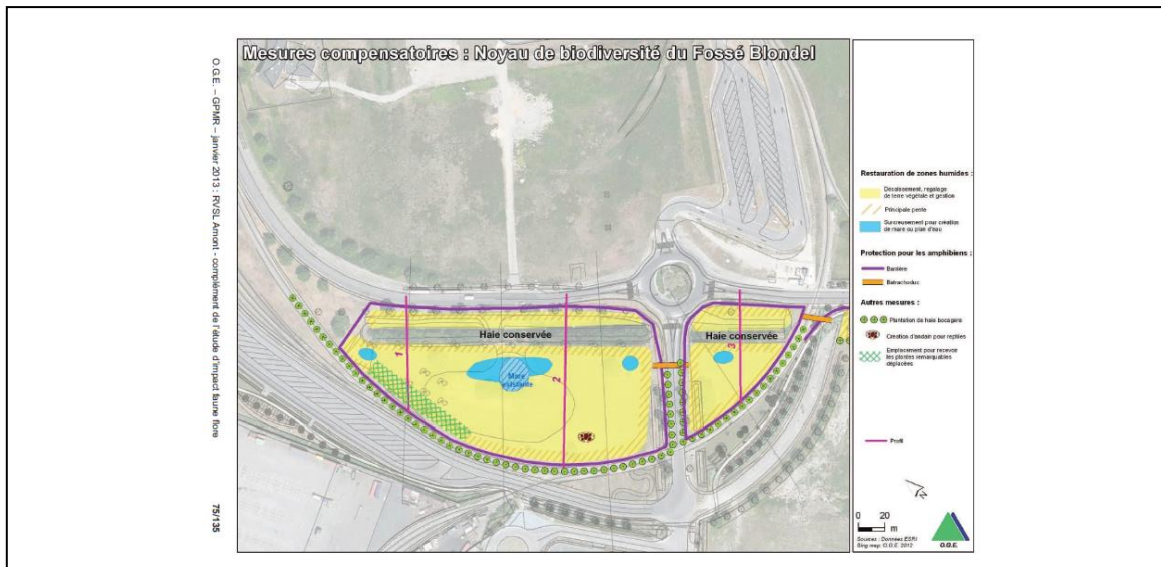 Mesures compensatoires : Noyau de biodiversité du Fossé Blondel
O.G.E. – GPMR – janvier 2013 : RVSL Amont - complément de l'étude d'impact faune flore
75/135
Haie conservée
Haie conservée
1
2
3
Mare existante
Restauration de zones humides :
Décaissement, regalage
de terre végétale et gestion
Principale pente
Surcreusement pour création
de mare ou plan d'eau
Protection pour les amphibiens :
Barrière
Batrachoduc
Autres mesures :
Plantation de haie bocagère
Création d'andain pour reptiles
Emplacement pour recevoir
les plantes remarquables
déplacées
Profil
N
0 20
m
Sources : Données ESRI
Bing map, O.G.E. 2012
O.G.E.